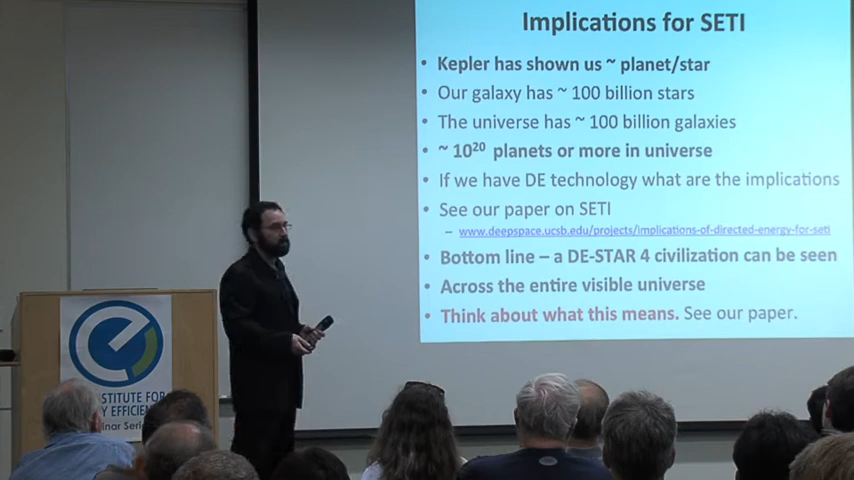 Implications for SETI
• Kepler has shown us ~ planet/star
• Our galaxy has ~ 100 billion stars
• The universe has ~ 100 billion galaxies
• ~ 10²⁰ planets or more in universe
• If we have DE technology what are the implications
• See our paper on SETI
– www.deepspace.ucsb.edu/projects/implications-of-directed-energy-for-seti
• Bottom line – a DE-STAR 4 civilization can be seen
• Across the entire visible universe
• Think about what this means. See our paper.
STITUTE FOR
Y EFFICIEN
inar Seri